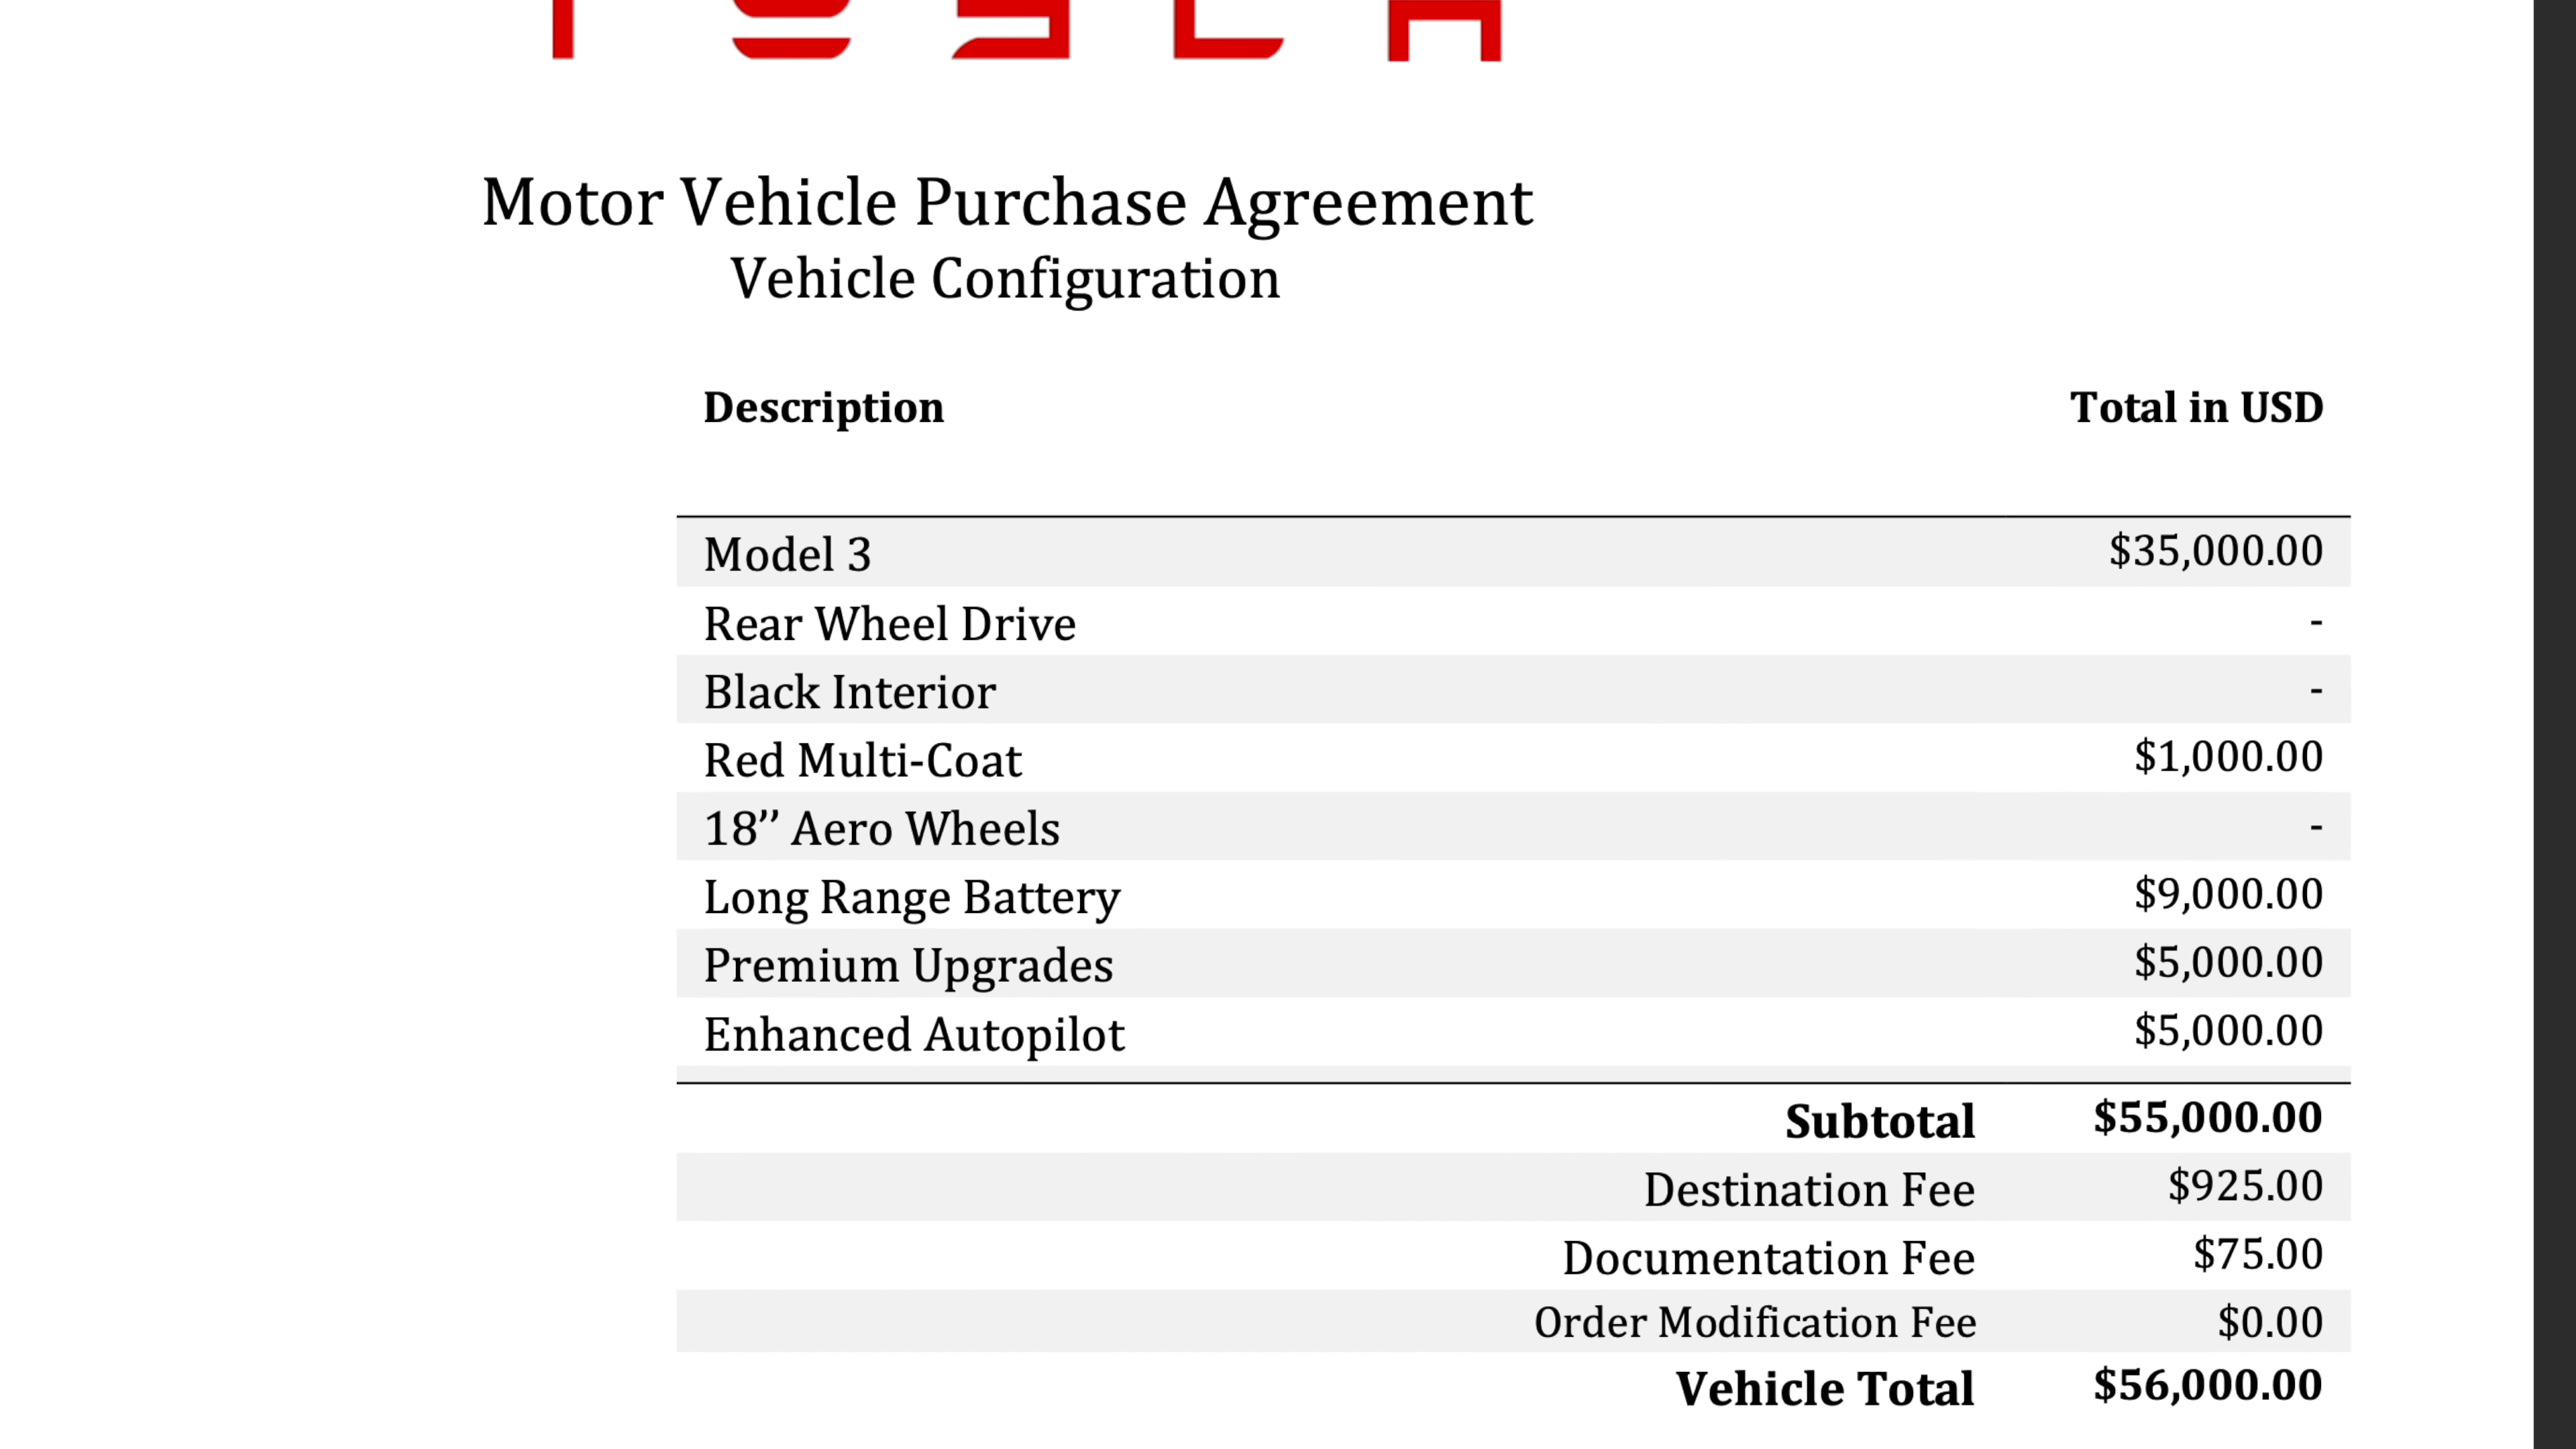 TESLA
Motor Vehicle Purchase Agreement
Vehicle Configuration
Description Total in USD
Model 3 $35,000.00
Rear Wheel Drive -
Black Interior -
Red Multi-Coat $1,000.00
18’’ Aero Wheels -
Long Range Battery $9,000.00
Premium Upgrades $5,000.00
Enhanced Autopilot $5,000.00
Subtotal $55,000.00
Destination Fee $925.00
Documentation Fee $75.00
Order Modification Fee $0.00
Vehicle Total $56,000.00